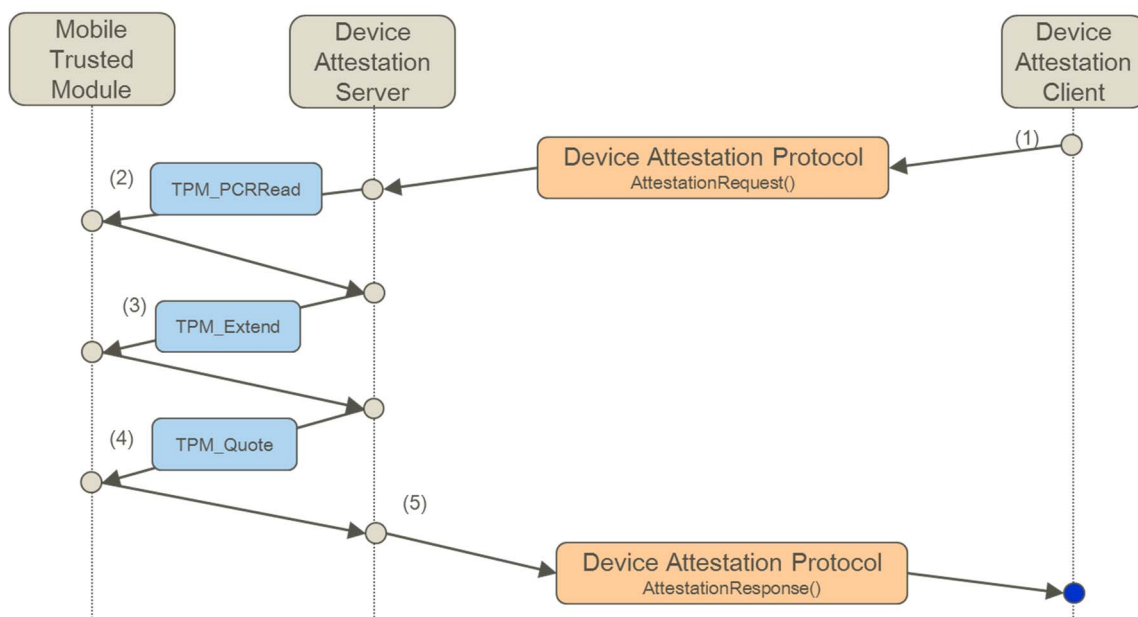 Mobile
Trusted
Module
Device
Attestation
Server
Device
Attestation
Client
(1)
Device Attestation Protocol
AttestationRequest()
(2)
TPM_PCRRead
(3)
TPM_Extend
(4)
TPM_Quote
(5)
Device Attestation Protocol
AttestationResponse()